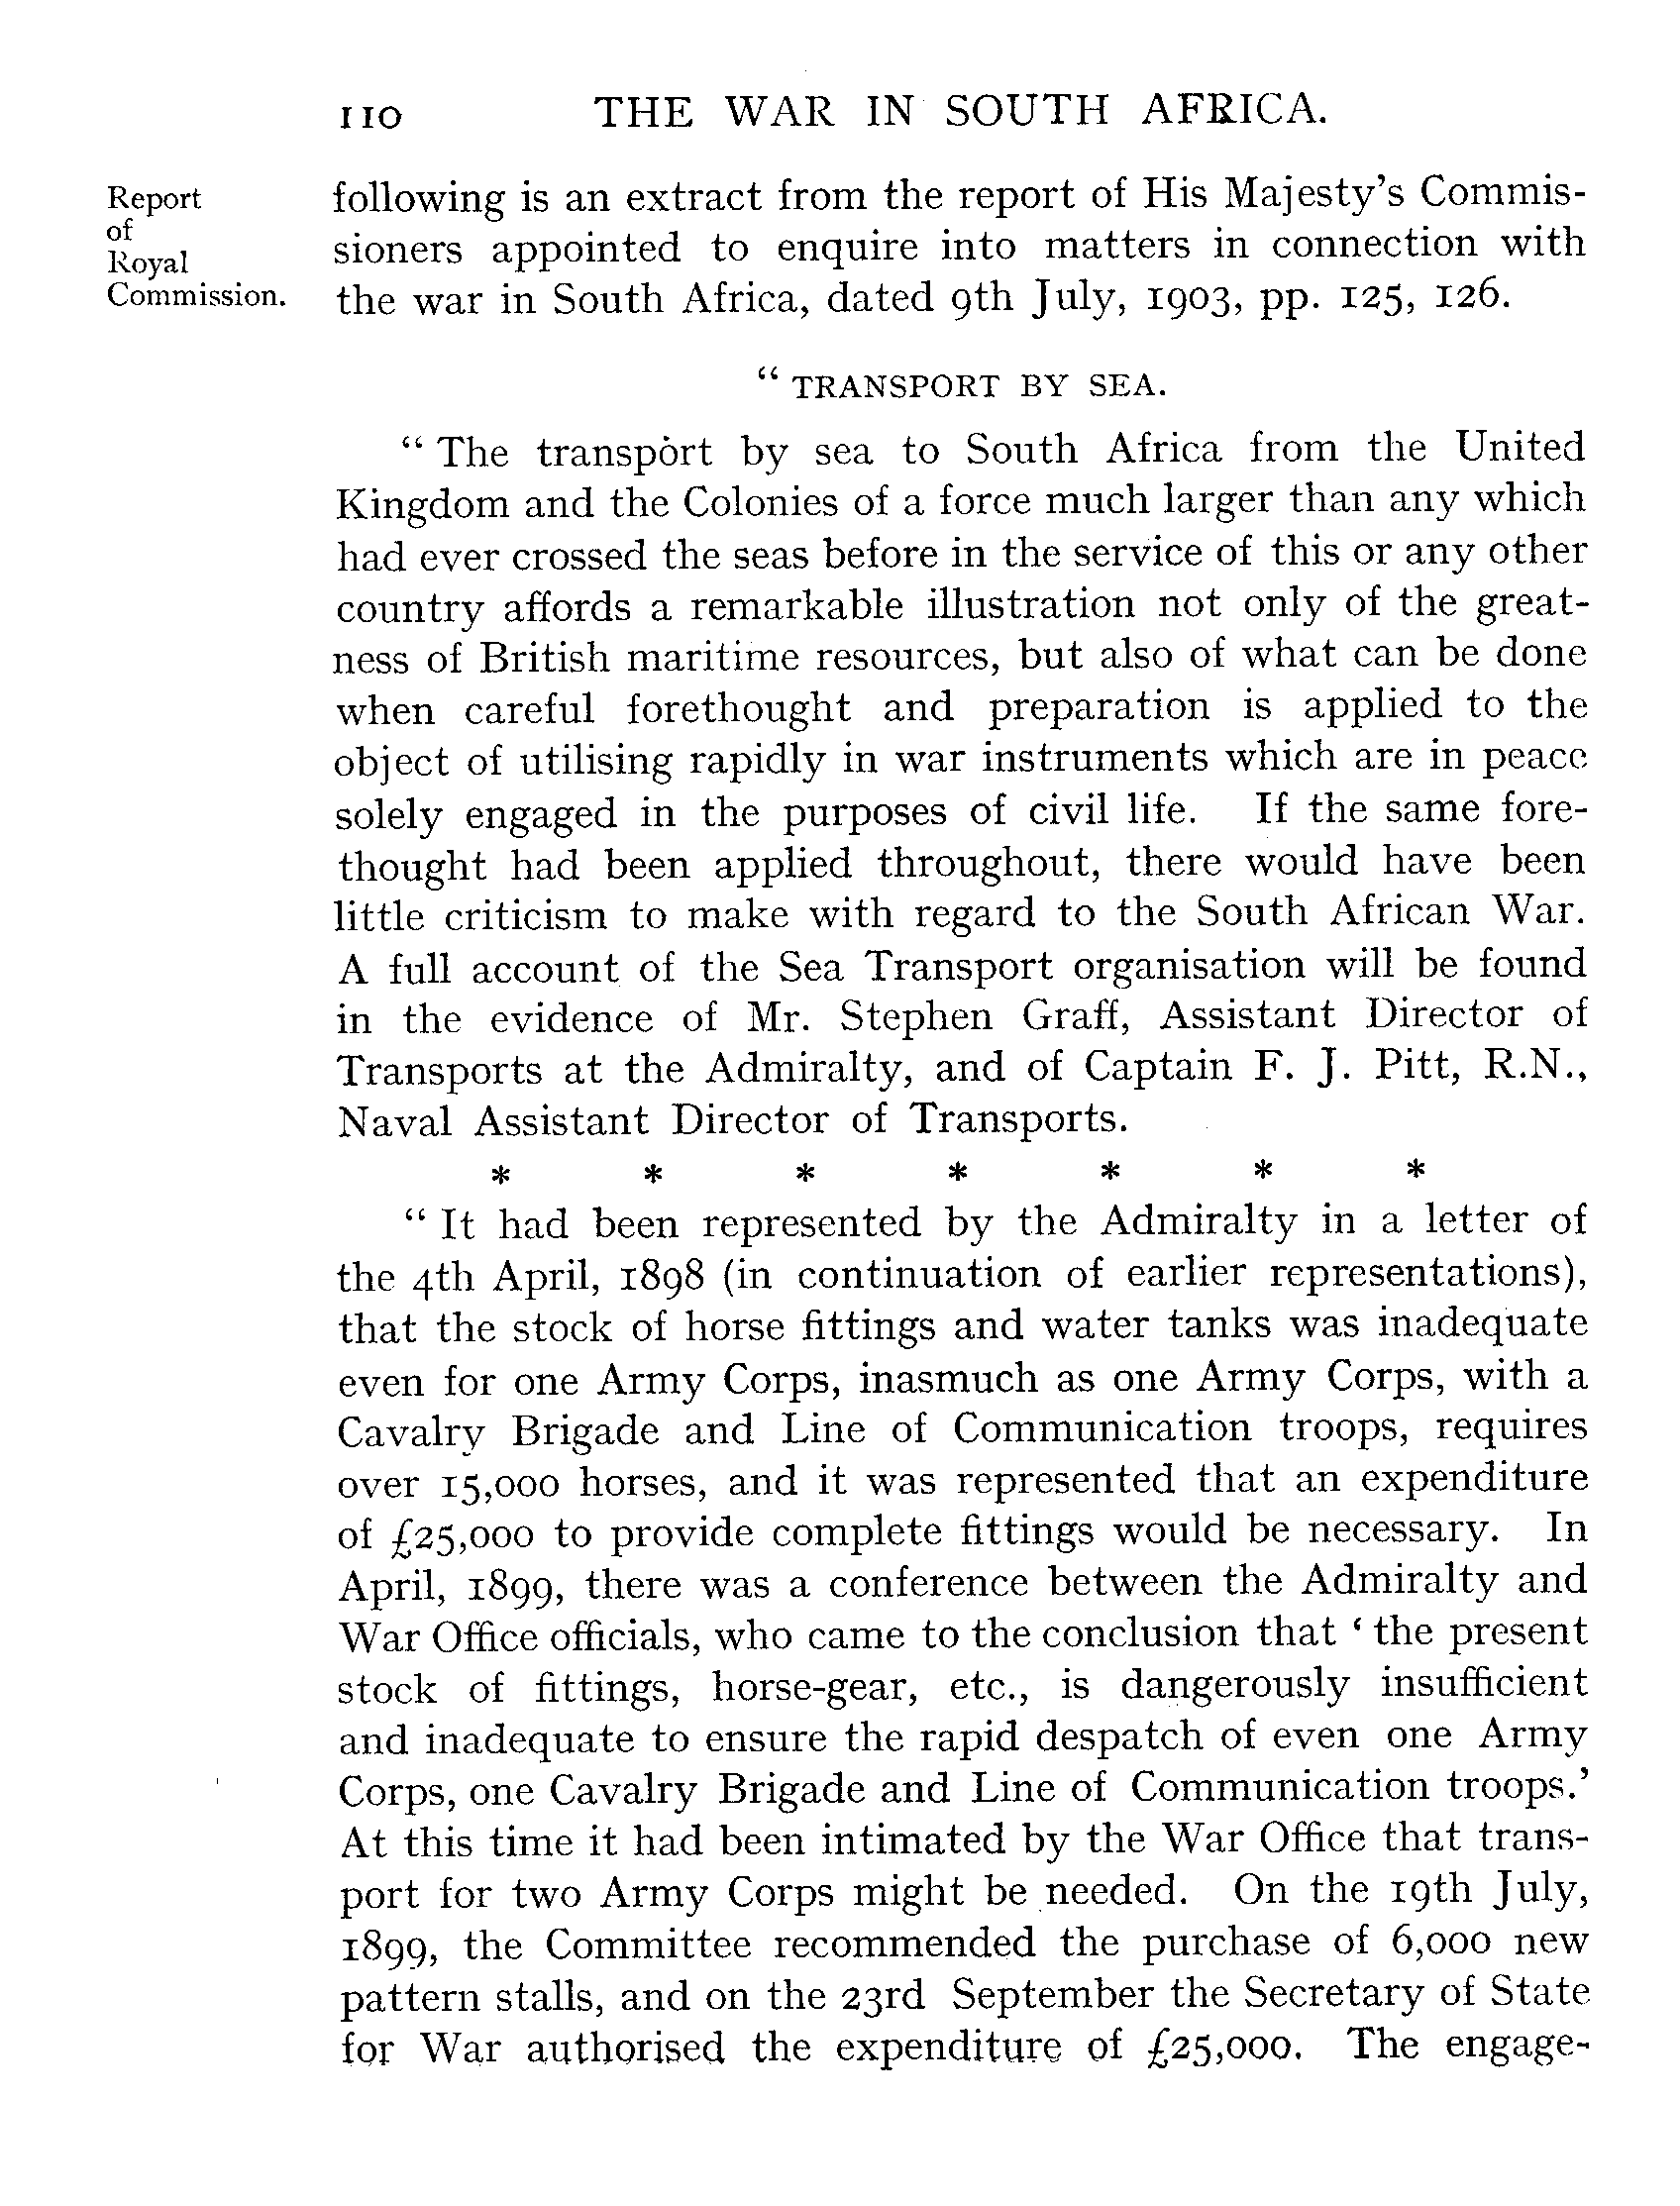 110 THE WAR IN SOUTH AFRICA.
Report
of
Royal
Commission.
following is an extract from the report of His Majesty's Commis-
sioners appointed to enquire into matters in connection with
the war in South Africa, dated 9th July, 1903, pp. 125, 126.
" TRANSPORT BY SEA.
" The transport by sea to South Africa from the United
Kingdom and the Colonies of a force much larger than any which
had ever crossed the seas before in the service of this or any other
country affords a remarkable illustration not only of the great-
ness of British maritime resources, but also of what can be done
when careful forethought and preparation is applied to the
object of utilising rapidly in war instruments which are in peace
solely engaged in the purposes of civil life. If the same fore-
thought had been applied throughout, there would have been
little criticism to make with regard to the South African War.
A full account of the Sea Transport organisation will be found
in the evidence of Mr. Stephen Graff, Assistant Director of
Transports at the Admiralty, and of Captain F. J. Pitt, R.N.,
Naval Assistant Director of Transports.
* * * * * * *
" It had been represented by the Admiralty in a letter of
the 4th April, 1898 (in continuation of earlier representations),
that the stock of horse fittings and water tanks was inadequate
even for one Army Corps, inasmuch as one Army Corps, with a
Cavalry Brigade and Line of Communication troops, requires
over 15,000 horses, and it was represented that an expenditure
of £25,000 to provide complete fittings would be necessary. In
April, 1899, there was a conference between the Admiralty and
War Office officials, who came to the conclusion that ' the present
stock of fittings, horse-gear, etc., is dangerously insufficient
and inadequate to ensure the rapid despatch of even one Army
Corps, one Cavalry Brigade and Line of Communication troops.'
At this time it had been intimated by the War Office that trans-
port for two Army Corps might be needed. On the 19th July,
1899, the Committee recommended the purchase of 6,000 new
pattern stalls, and on the 23rd September the Secretary of State
for War authorised the expenditure of £25,000. The engage-